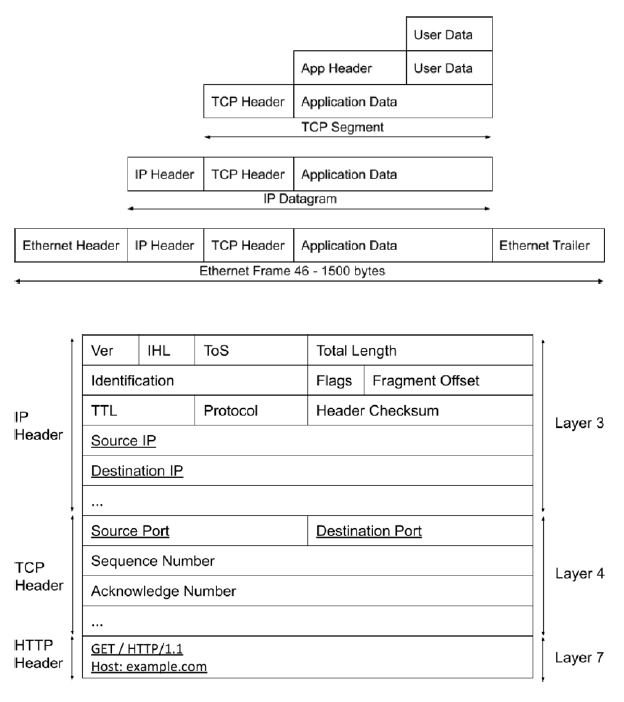 User Data
App Header User Data
TCP Header Application Data
TCP Segment
IP Header TCP Header Application Data
IP Datagram
Ethernet Header IP Header TCP Header Application Data Ethernet Trailer
Ethernet Frame 46 - 1500 bytes
Ver IHL ToS Total Length
Identification Flags Fragment Offset
TTL Protocol Header Checksum
Source IP
Destination IP
...
IP
Header
Layer 3
Source Port Destination Port
Sequence Number
Acknowledge Number
...
TCP
Header
Layer 4
GET / HTTP/1.1
Host: example.com
HTTP
Header
Layer 7